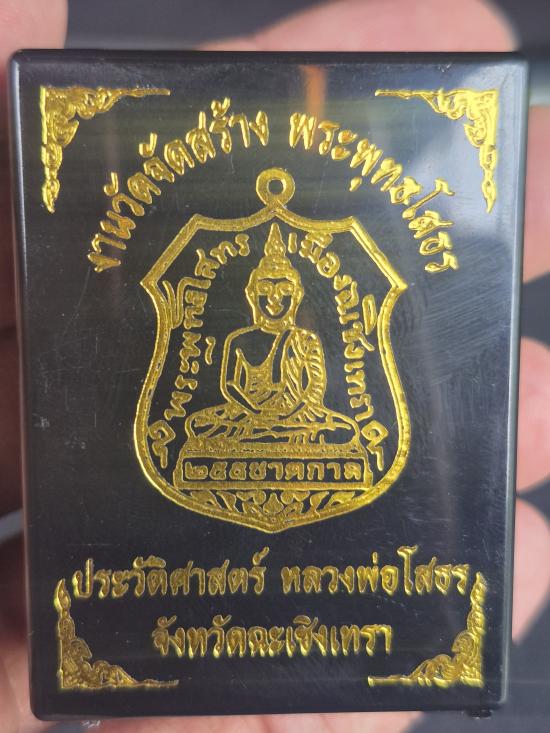 งานวัดจัดสร้าง พระพุทธโสธร
พระพุทธโสทร เมืองฉเชิงเทรา
๒๔๕ชาตกาล
ประวัติศาสตร์ หลวงพ่อโสธร
จังหวัดฉะเชิงเทรา